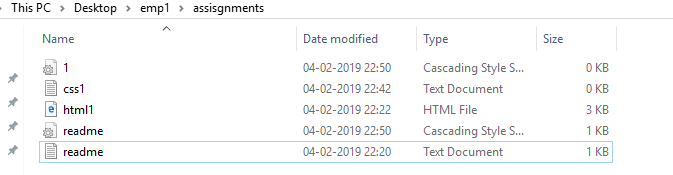 This PC > Desktop > emp1 > assisgnments
Name Date modified Type Size
1 04-02-2019 22:50 Cascading Style S... 0 KB
css1 04-02-2019 22:42 Text Document 0 KB
html1 04-02-2019 22:22 HTML File 3 KB
readme 04-02-2019 22:50 Cascading Style S... 1 KB
readme 04-02-2019 22:20 Text Document 1 KB